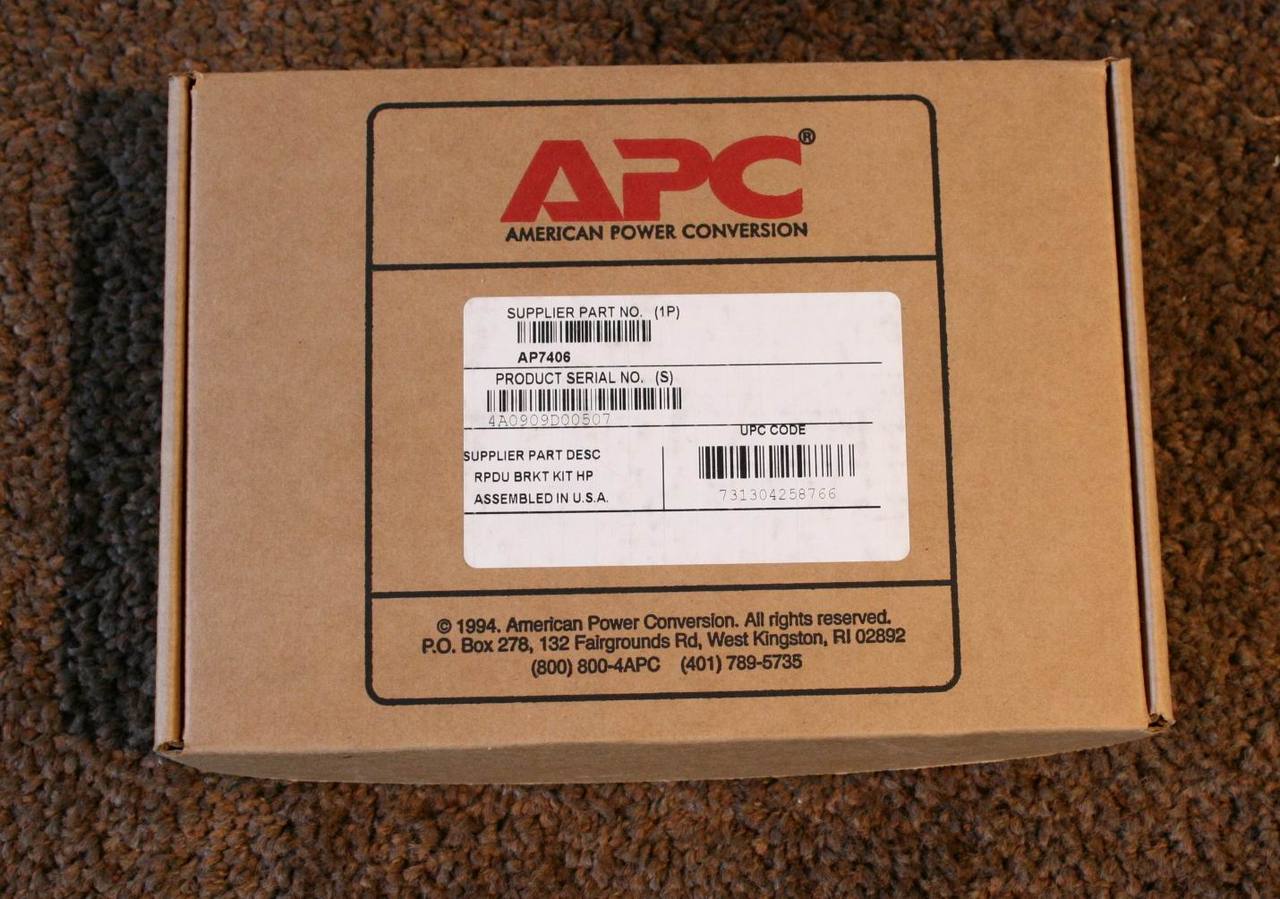 APC®
AMERICAN POWER CONVERSION
SUPPLIER PART NO. (1P)
AP7406
PRODUCT SERIAL NO. (S)
4A0909D00507
UPC CODE
SUPPLIER PART DESC
RPDU BRKT KIT HP
ASSEMBLED IN U.S.A.
731304258766
© 1994. American Power Conversion. All rights reserved.
P.O. Box 278, 132 Fairgrounds Rd, West Kingston, RI 02892
(800) 800-4APC (401) 789-5735